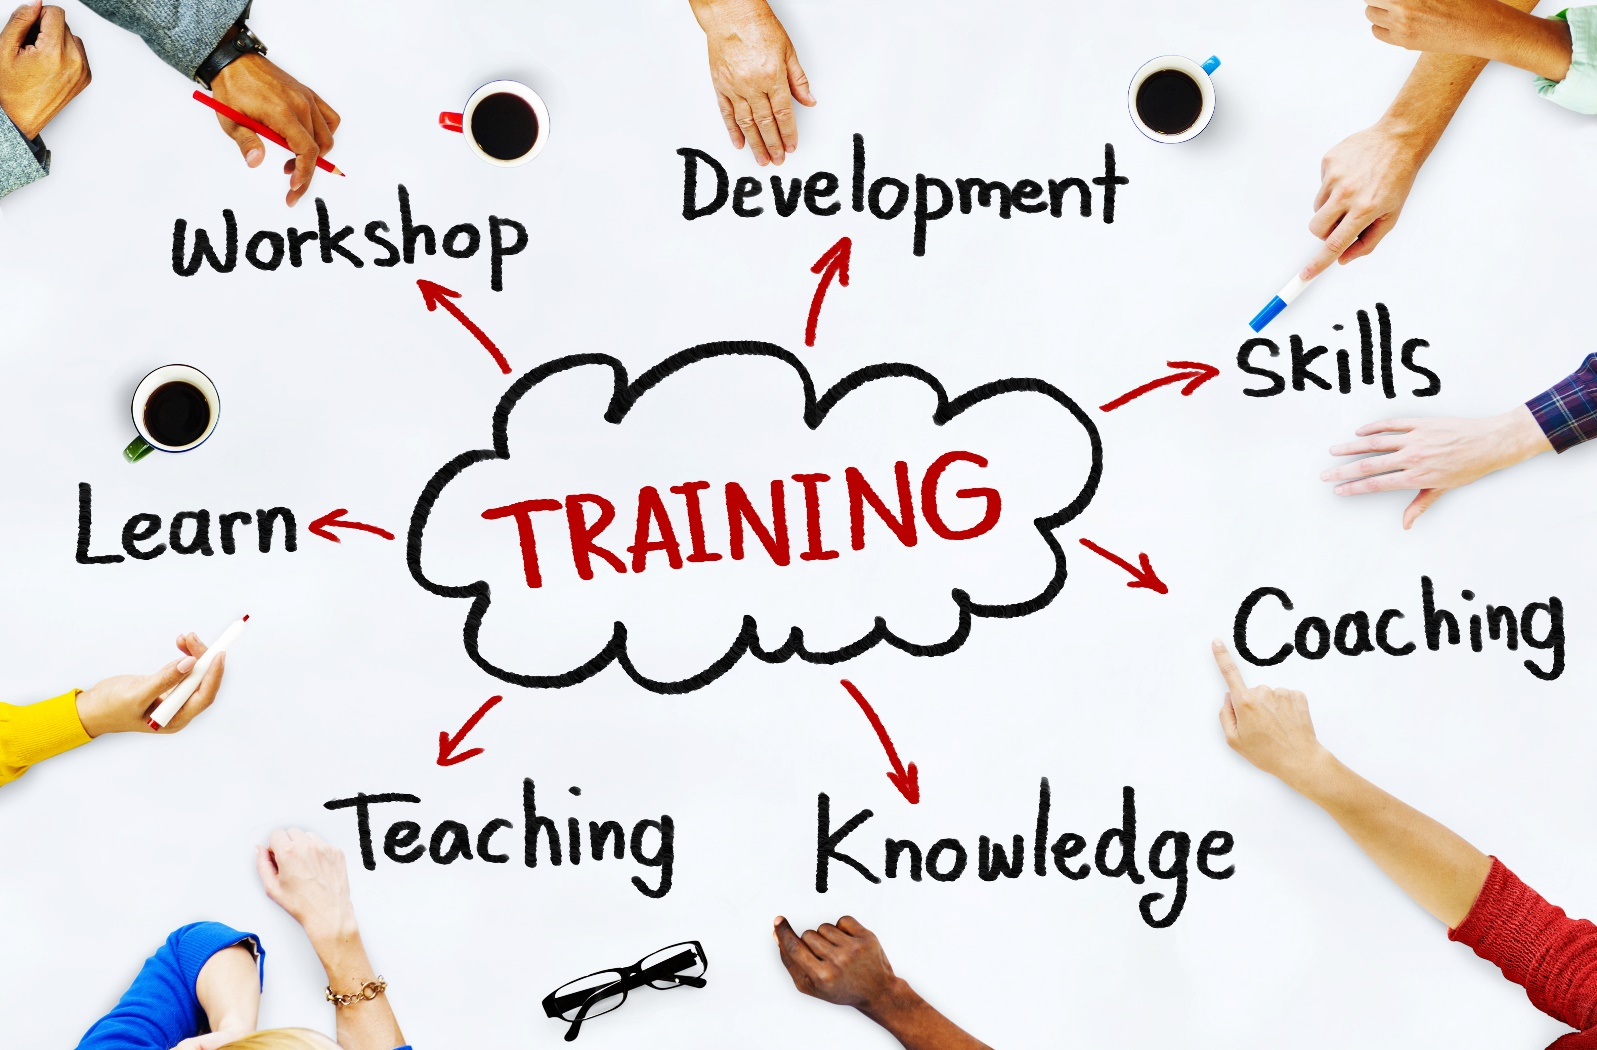 Workshop
Development
Skills
Learn
TRAINING
Coaching
Teaching
Knowledge